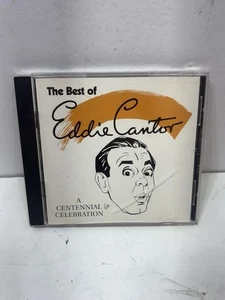 The Best of
Eddie Cantor
A
CENTENNIAL
CELEBRATION